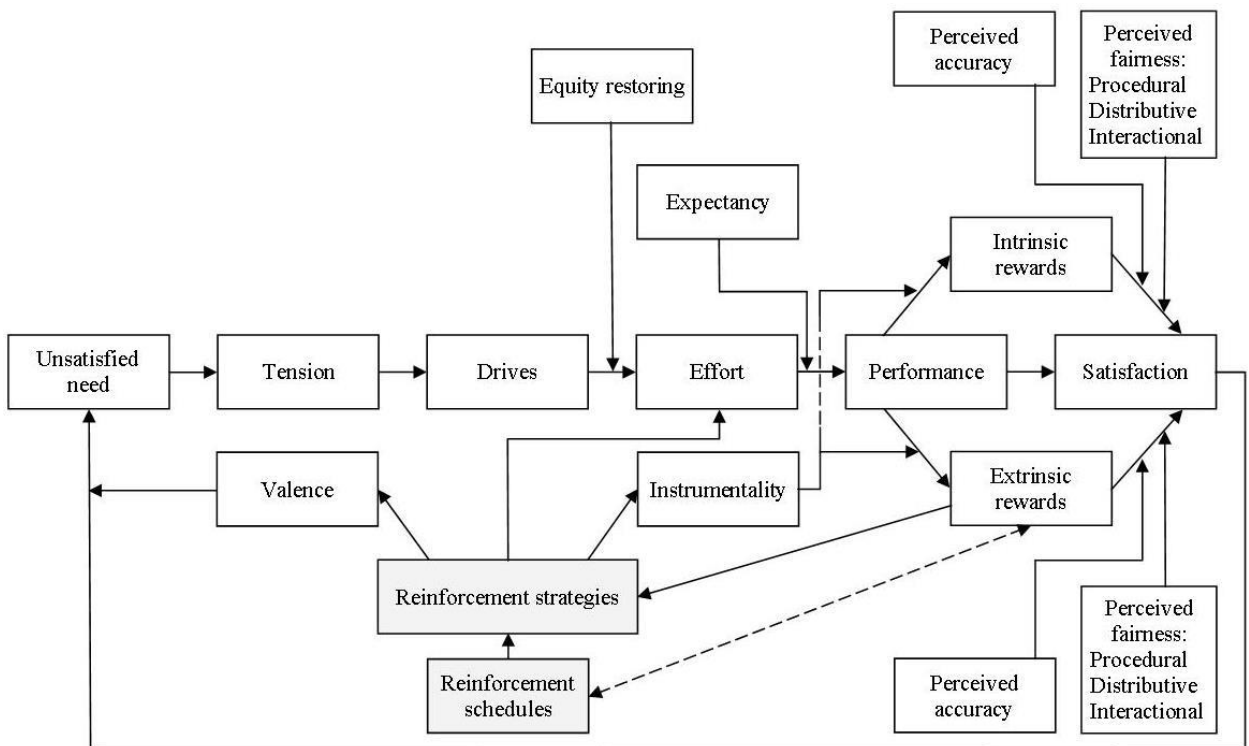 Perceived
accuracy
Perceived
fairness:
Procedural
Distributive
Interactional
Equity restoring
Expectancy
Intrinsic
rewards
Unsatisfied
need
Tension
Drives
Effort
Performance
Satisfaction
Valence
Instrumentality
Extrinsic
rewards
Reinforcement strategies
Reinforcement
schedules
Perceived
accuracy
Perceived
fairness:
Procedural
Distributive
Interactional